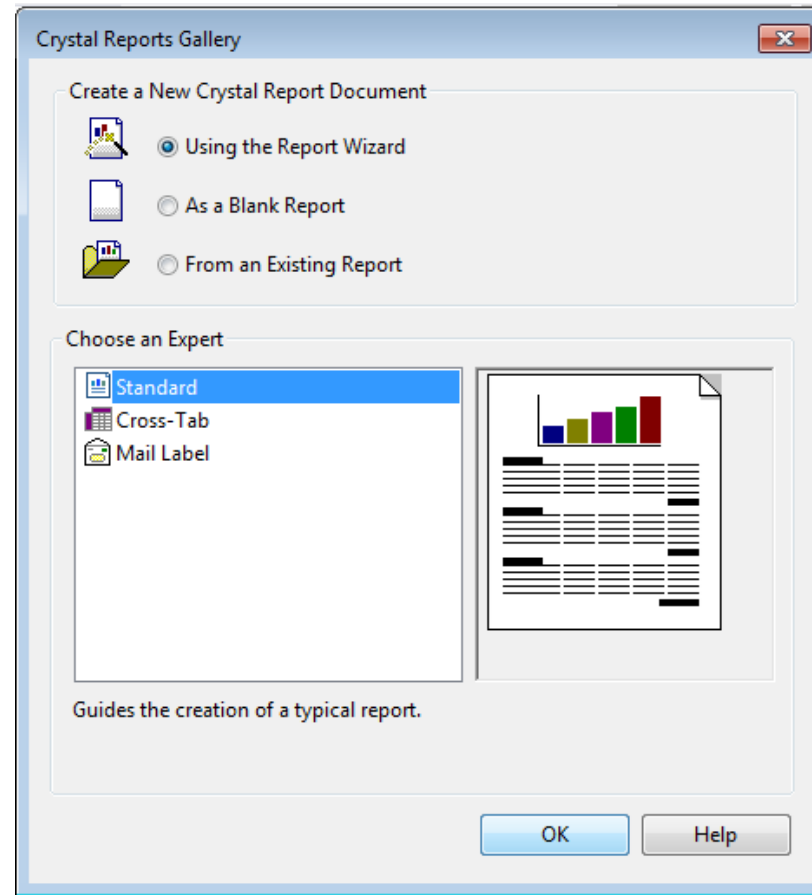 Crystal Reports Gallery
Create a New Crystal Report Document
Using the Report Wizard
As a Blank Report
From an Existing Report
Choose an Expert
Standard
Cross-Tab
Mail Label
Guides the creation of a typical report.
OK
Help